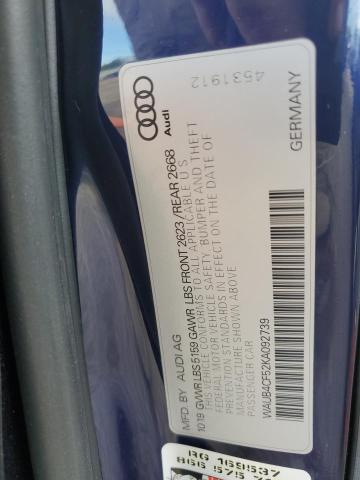 Audi
4531912
GERMANY
MFD. BY AUDI AG
10.19 GVWR LBS 5159 GAWR LBS FRONT 2623/REAR 2668
THIS VEHICLE CONFORMS TO ALL APPLICABLE U S
FEDERAL MOTOR VEHICLE SAFETY, BUMPER AND THEFT
PREVENTION STANDARDS IN EFFECT ON THE DATE OF
MANUFACTURE SHOWN ABOVE
PASSENGER CAR
WAUB4CF52KA092739
RG 169537